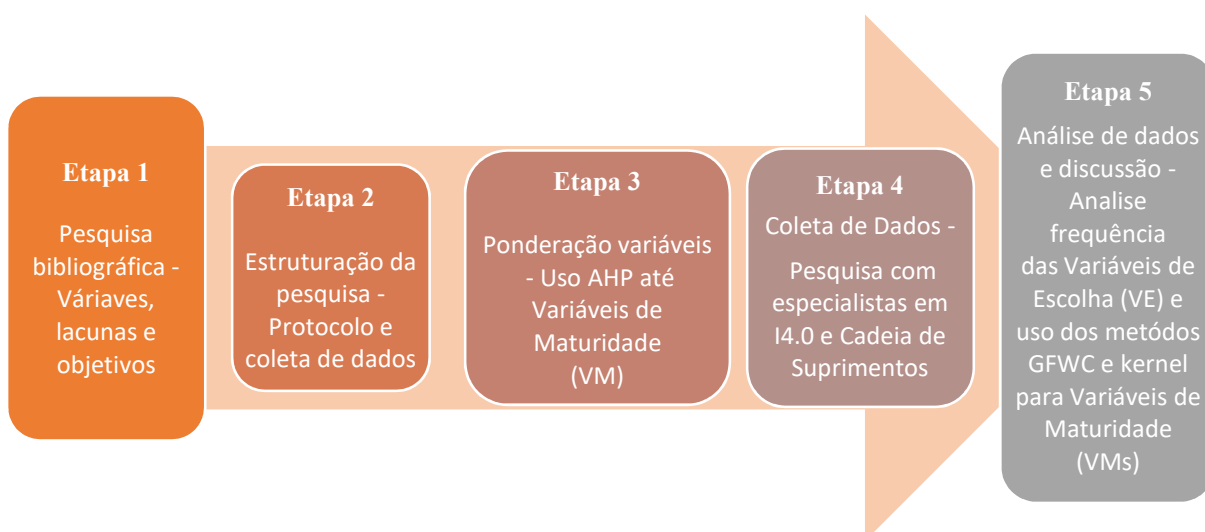 Etapa 1
Pesquisa
bibliográfica -
Váriaves,
lacunas e
objetivos
Etapa 2
Estruturação da
pesquisa -
Protocolo e
coleta de dados
Etapa 3
Ponderação variáveis
- Uso AHP até
Variáveis de
Maturidade
(VM)
Etapa 4
Coleta de Dados -
Pesquisa com
especialistas em
I4.0 e Cadeia de
Suprimentos
Etapa 5
Análise de dados
e discussão -
Analise
frequência
das Variáveis de
Escolha (VE) e
uso dos metódos
GFWC e kernel
para Variáveis de
Maturidade
(VMs)